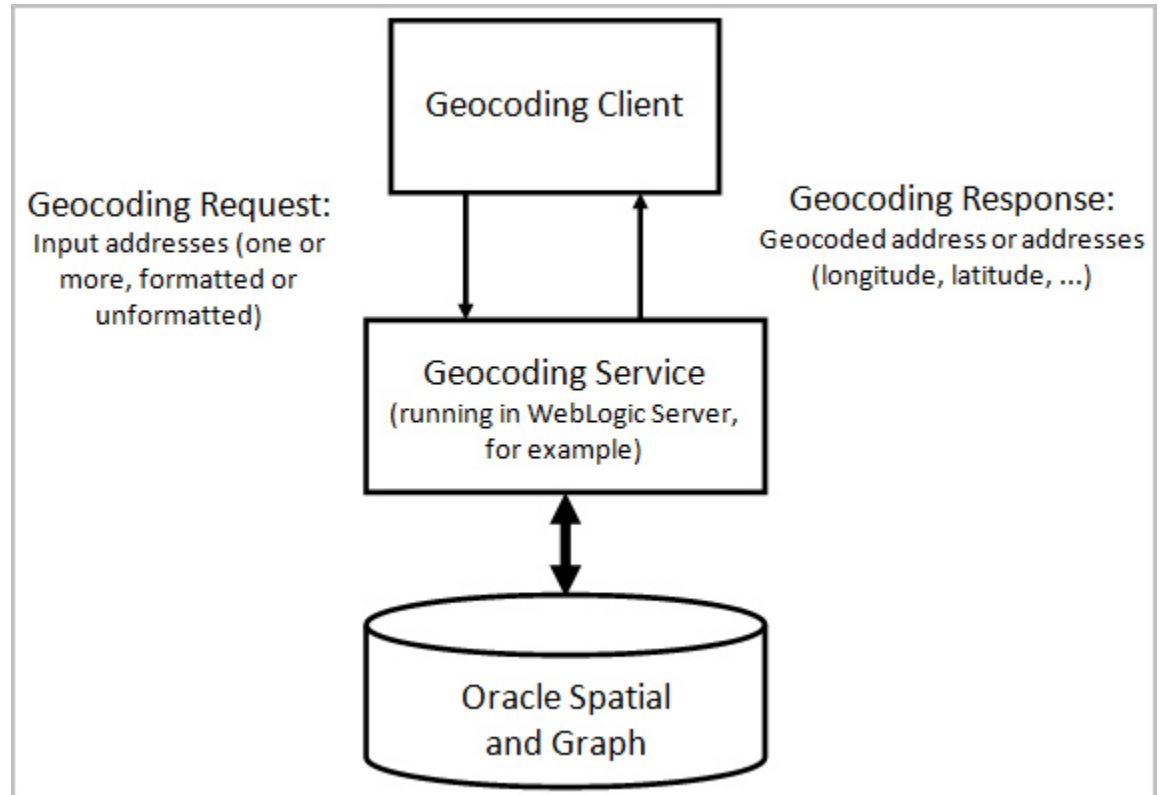 Geocoding Client
Geocoding Request:
Input addresses (one or
more, formatted or
unformatted)
Geocoding Response:
Geocoded address or addresses
(longitude, latitude, ...)
Geocoding Service
(running in WebLogic Server,
for example)
Oracle Spatial
and Graph